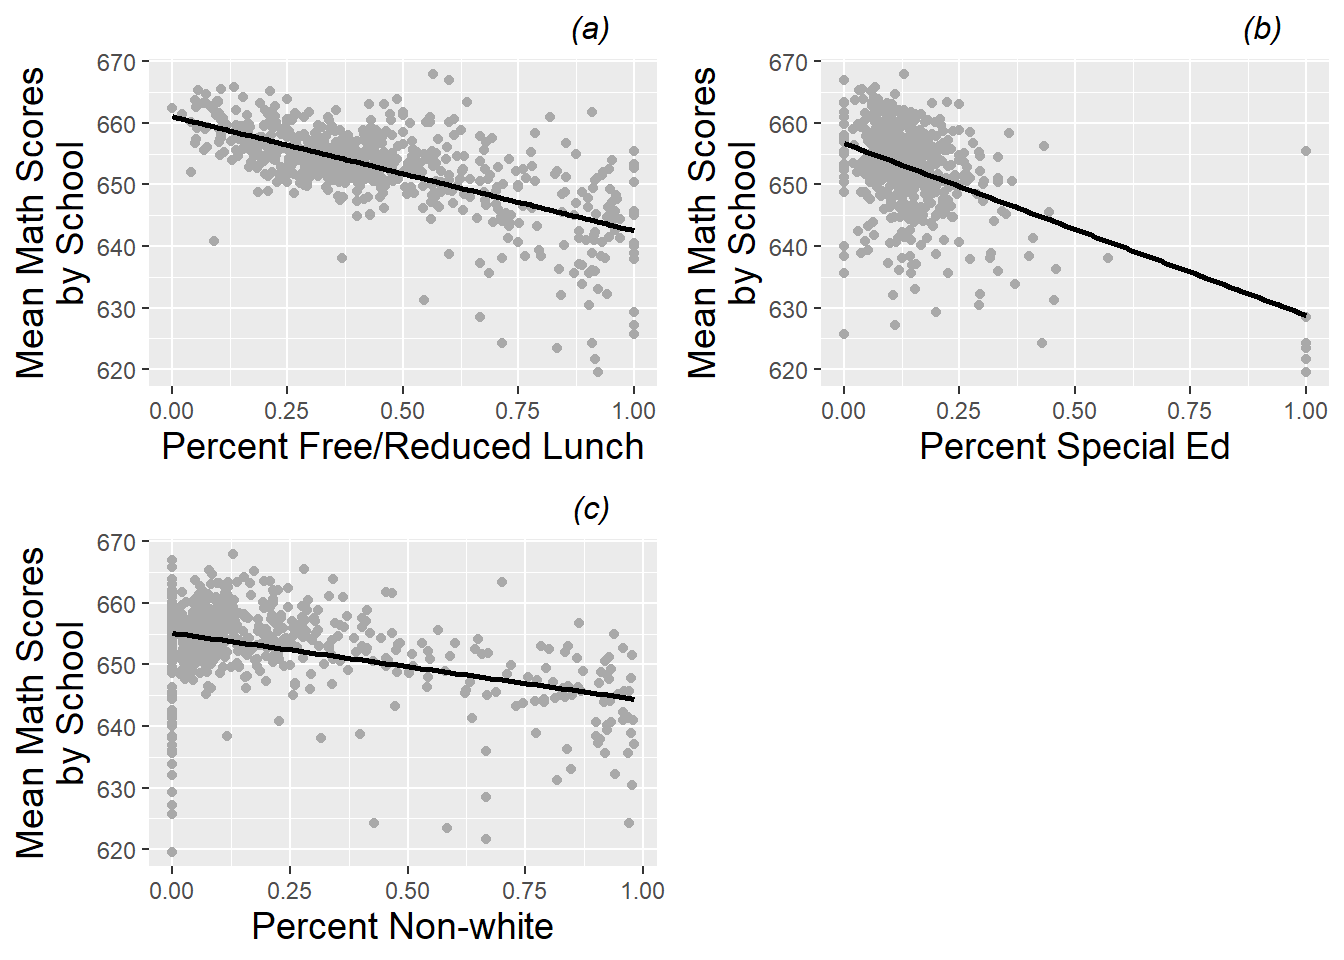 (a)
Mean Math Scores
by School
670
660
650
640
630
620
0.00 0.25 0.50 0.75 1.00
Percent Free/Reduced Lunch
(b)
Mean Math Scores
by School
670
660
650
640
630
620
0.00 0.25 0.50 0.75 1.00
Percent Special Ed
(c)
Mean Math Scores
by School
670
660
650
640
630
620
0.00 0.25 0.50 0.75 1.00
Percent Non-white